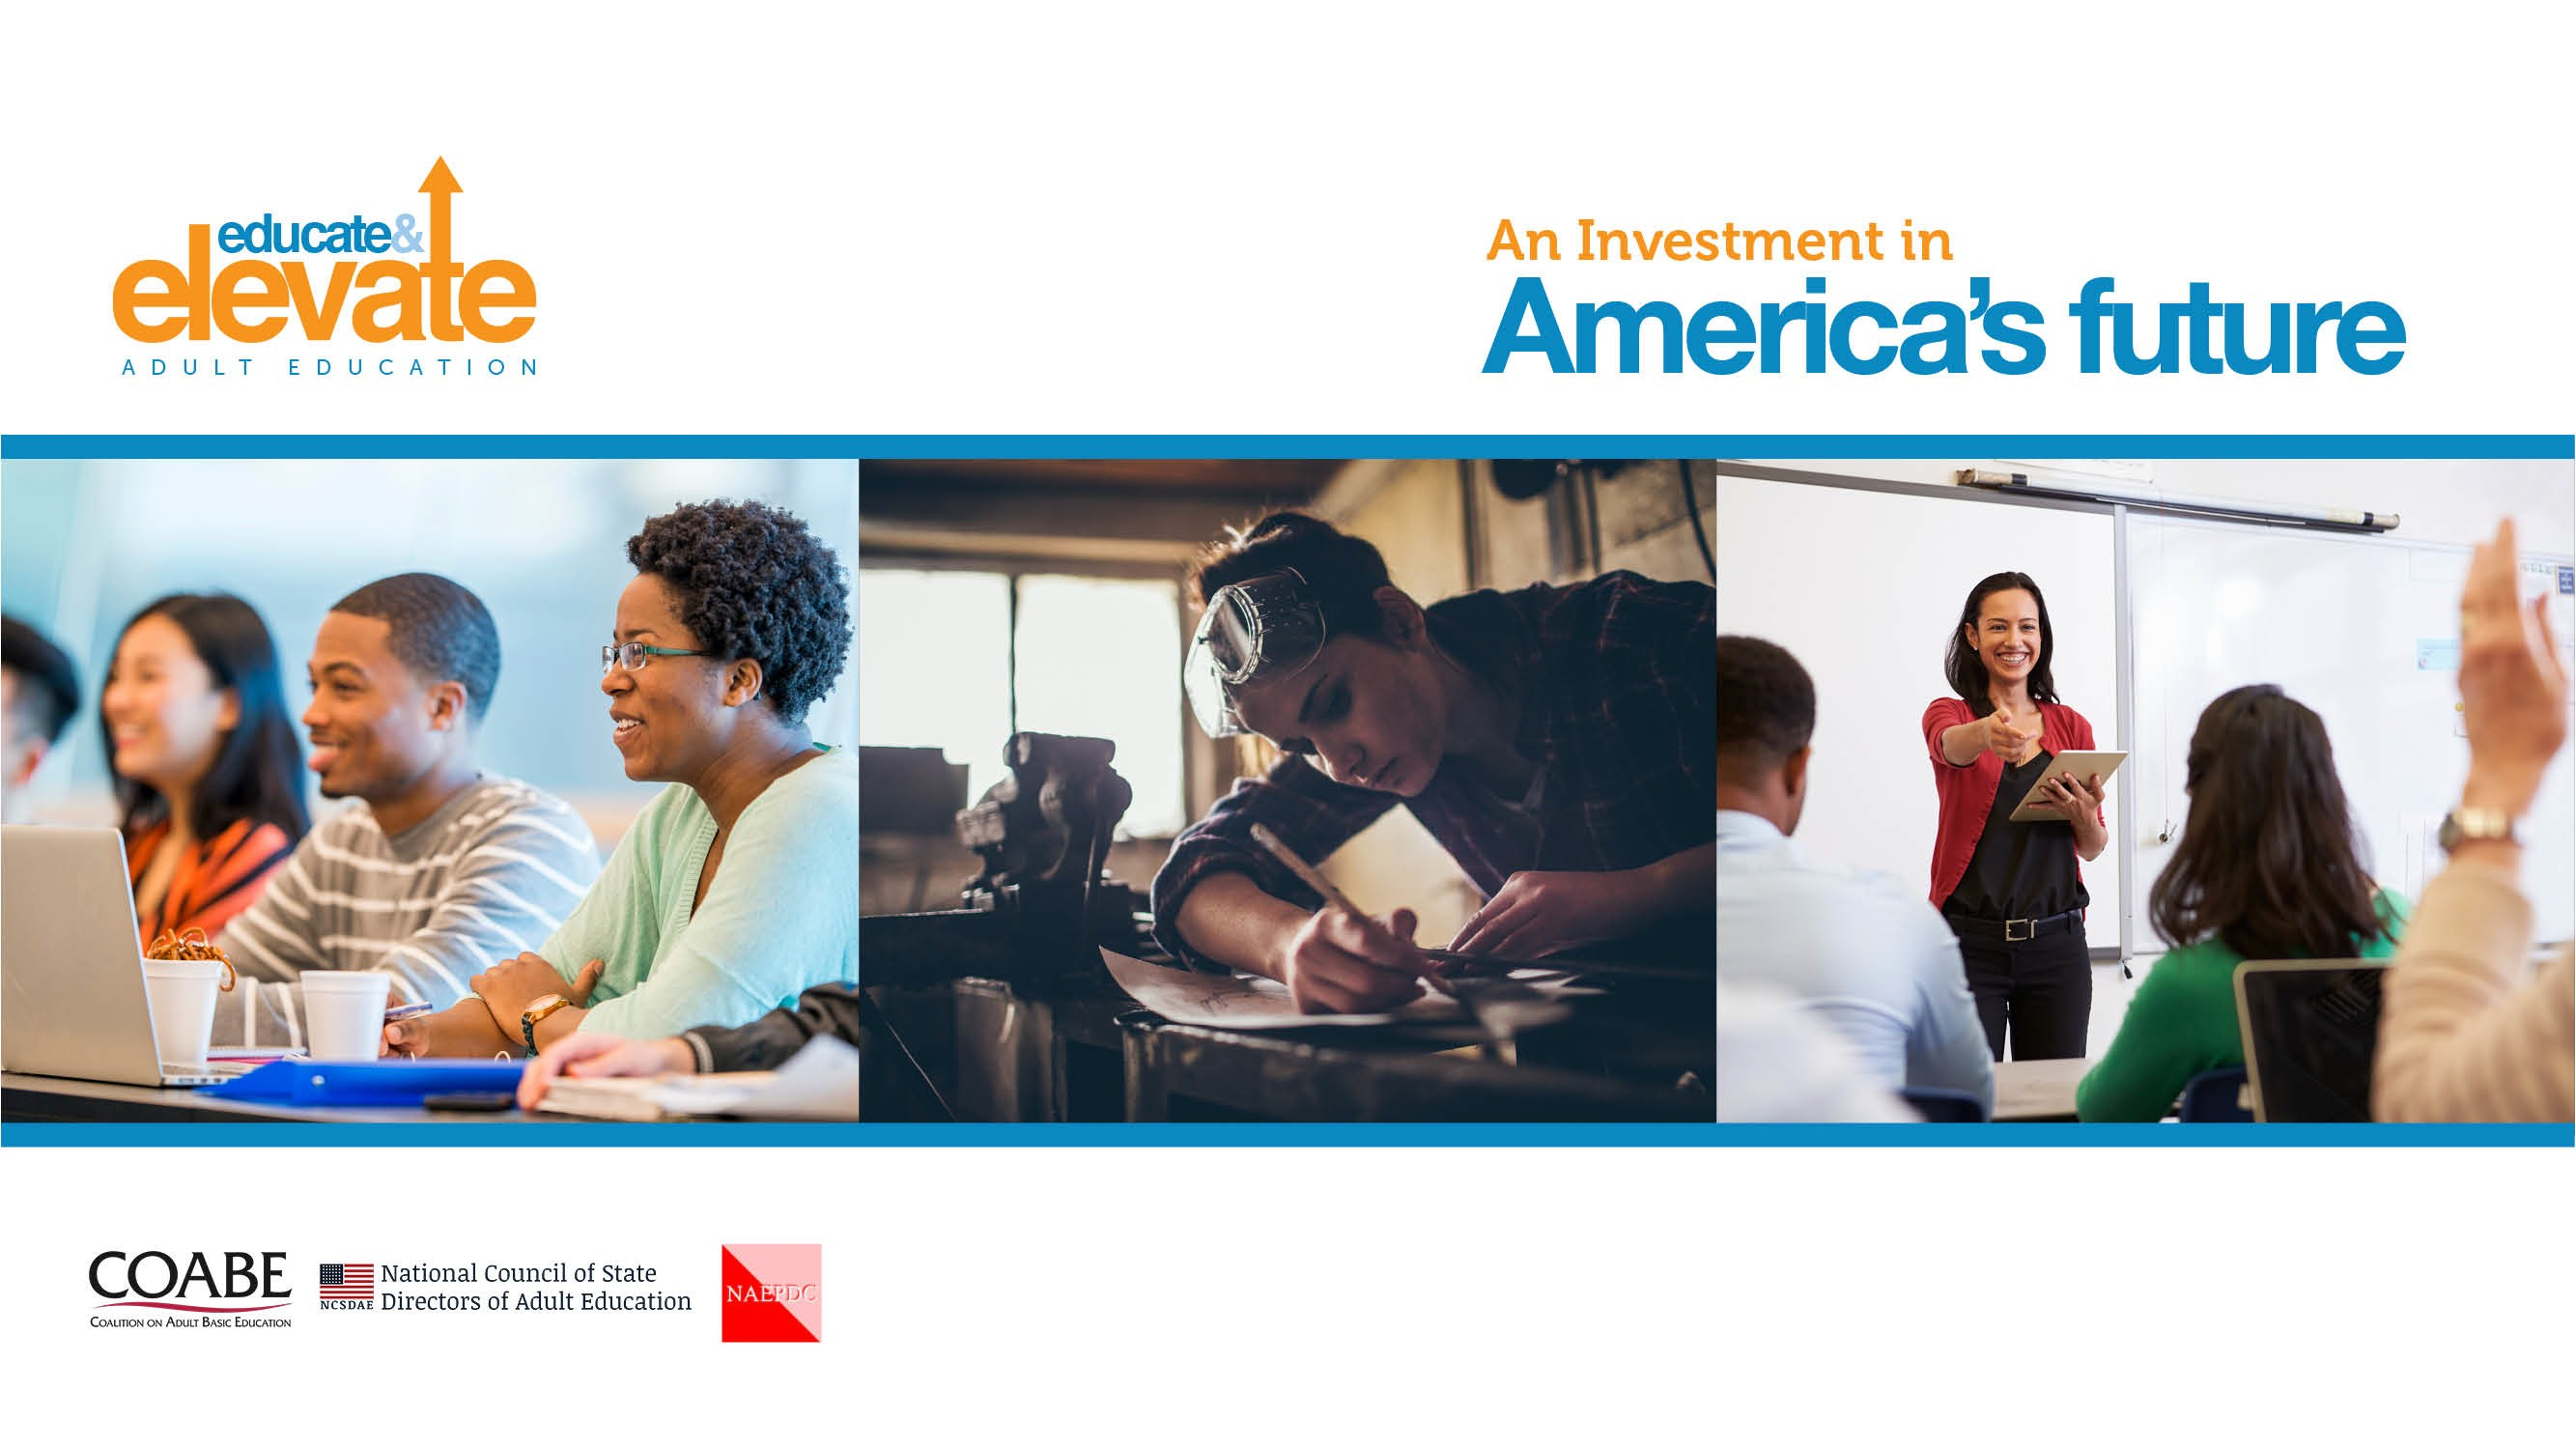 educate&
elevate
ADULT EDUCATION
An Investment in
America's future
COABE
COALITION ON ADULT BASIC EDUCATION
NCSDAE
National Council of State
Directors of Adult Education
NAEPDC